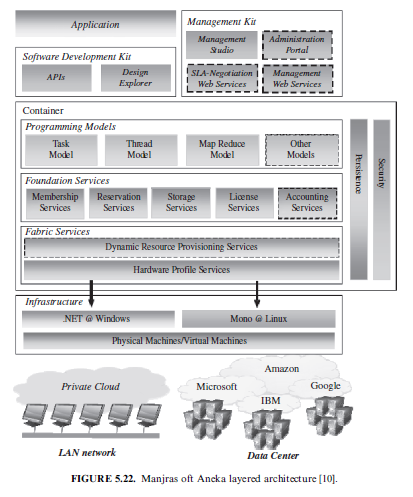 Application
Management Kit
Management Studio
Administration Portal
SLA-Negotiation Web Services
Management Web Services
Software Development Kit
APIs
Design Explorer
Container
Programming Models
Task Model
Thread Model
Map Reduce Model
Other Models
Foundation Services
Membership Services
Reservation Services
Storage Services
License Services
Accounting Services
Fabric Services
Dynamic Resource Provisioning Services
Hardware Profile Services
Persistence
Security
Infrastructure
.NET @ Windows
Mono @ Linux
Physical Machines/Virtual Machines
Private Cloud
LAN network
Amazon
Microsoft
Google
IBM
Data Center
FIGURE 5.22. Manjras oft Aneka layered architecture [10].